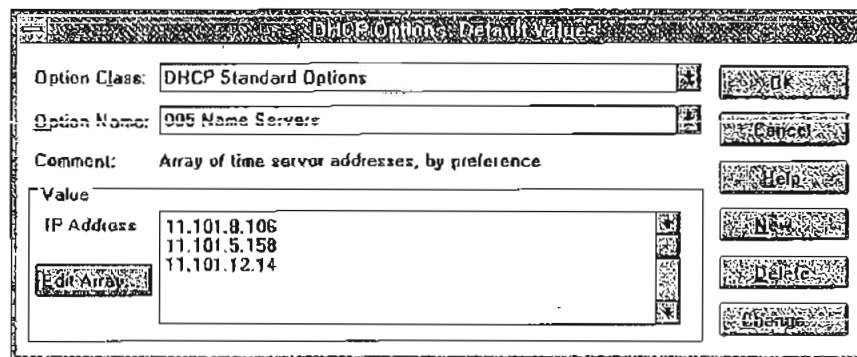 DHCP Options: Default Values
Option Class: DHCP Standard Options
Option Name: 005 Name Servers
Comment: Array of time server addresses, by preference
Value
IP Address
11.101.8.106
11.101.5.158
11.101.12.14
Edit Array...
OK
Cancel
Help
New...
Delete
Change...